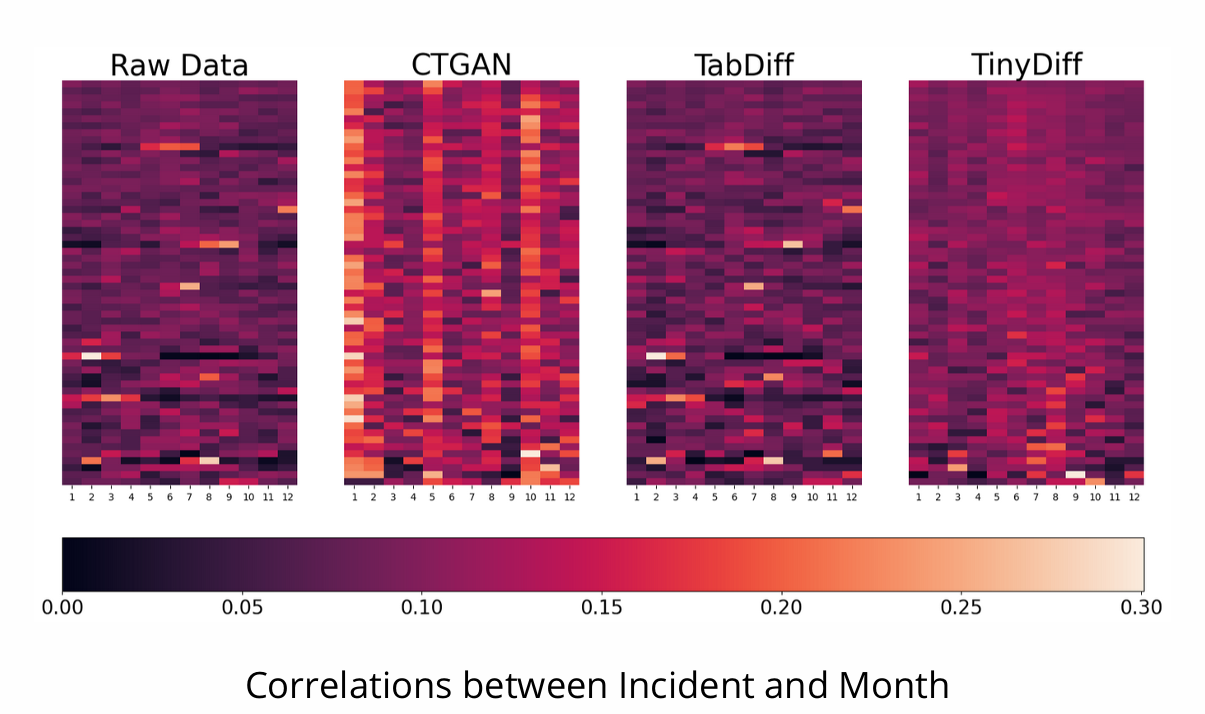 Raw Data CTGAN TabDiff TinyDiff
1 2 3 4 5 6 7 8 9 10 11 12 1 2 3 4 5 6 7 8 9 10 11 12 1 2 3 4 5 6 7 8 9 10 11 12 1 2 3 4 5 6 7 8 9 10 11 12
0.00 0.05 0.10 0.15 0.20 0.25 0.30
Correlations between Incident and Month